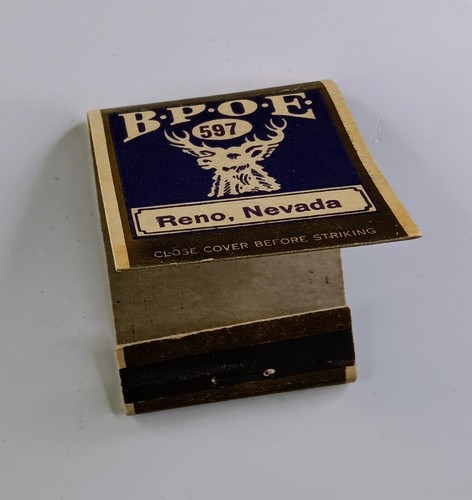 B.P.O.E.
597
Reno, Nevada
CLOSE COVER BEFORE STRIKING